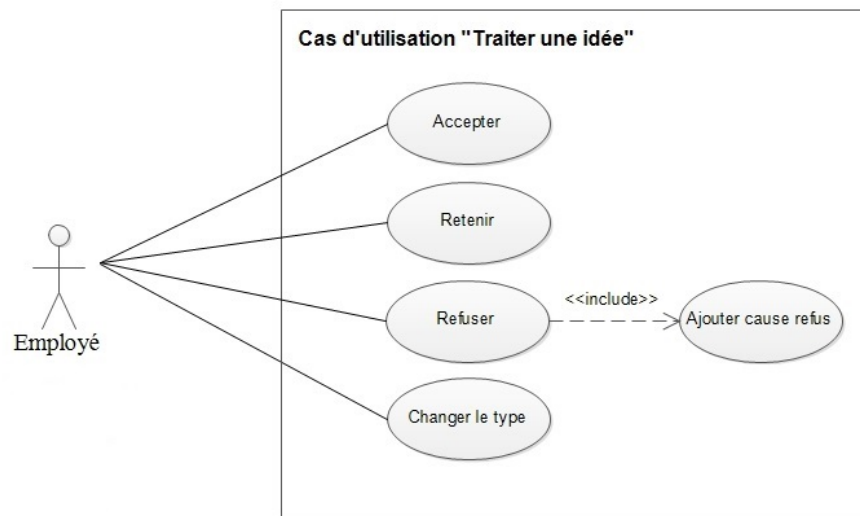 Cas d'utilisation "Traiter une idée"
Accepter
Retenir
Refuser
<<include>>
Ajouter cause refus
Employé
Changer le type